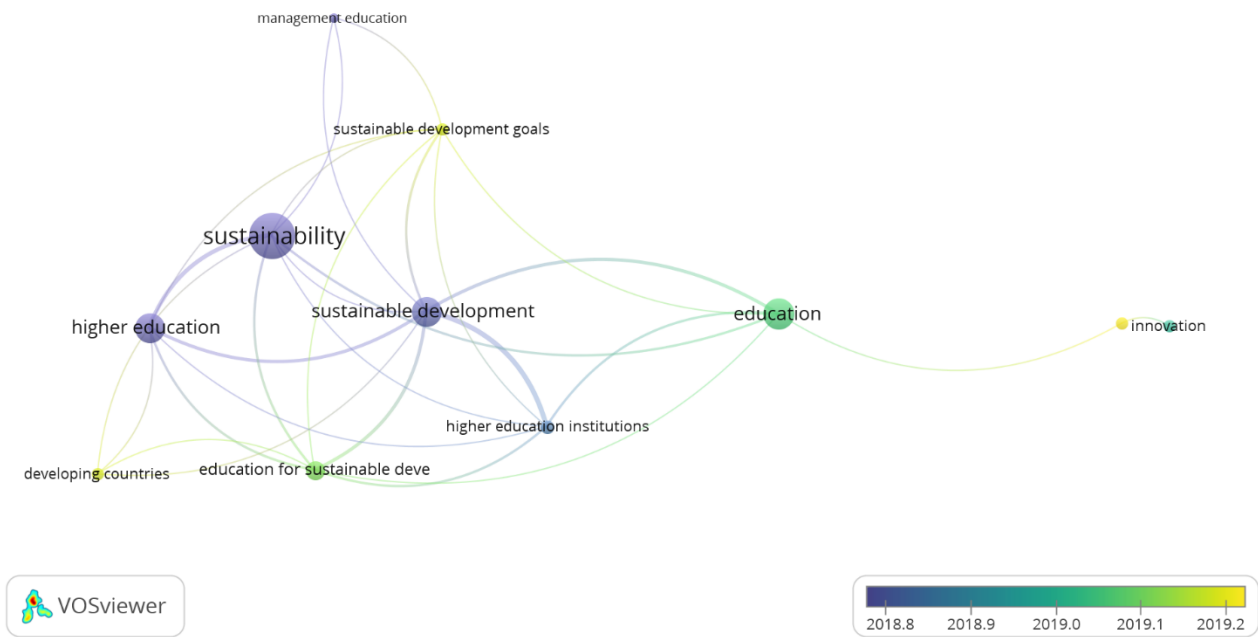 management education
sustainable development goals
sustainability
sustainable development
higher education
education
innovation
higher education institutions
education for sustainable deve
developing countries
VOSviewer
2018.8 2018.9 2019.0 2019.1 2019.2